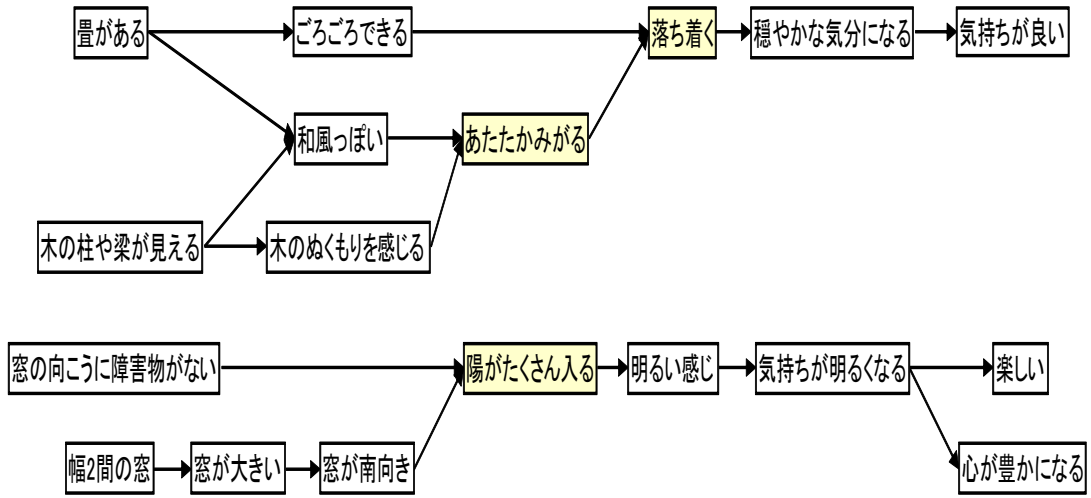 畳がある
ごろごろできる
落ち着く
穏やかな気分になる
気持ちが良い
和風っぽい
あたたかみがる
木の柱や梁が見える
木のぬくもりを感じる
窓の向こうに障害物がない
陽がたくさん入る
明るい感じ
気持ちが明るくなる
楽しい
幅2間の窓
窓が大きい
窓が南向き
心が豊かになる